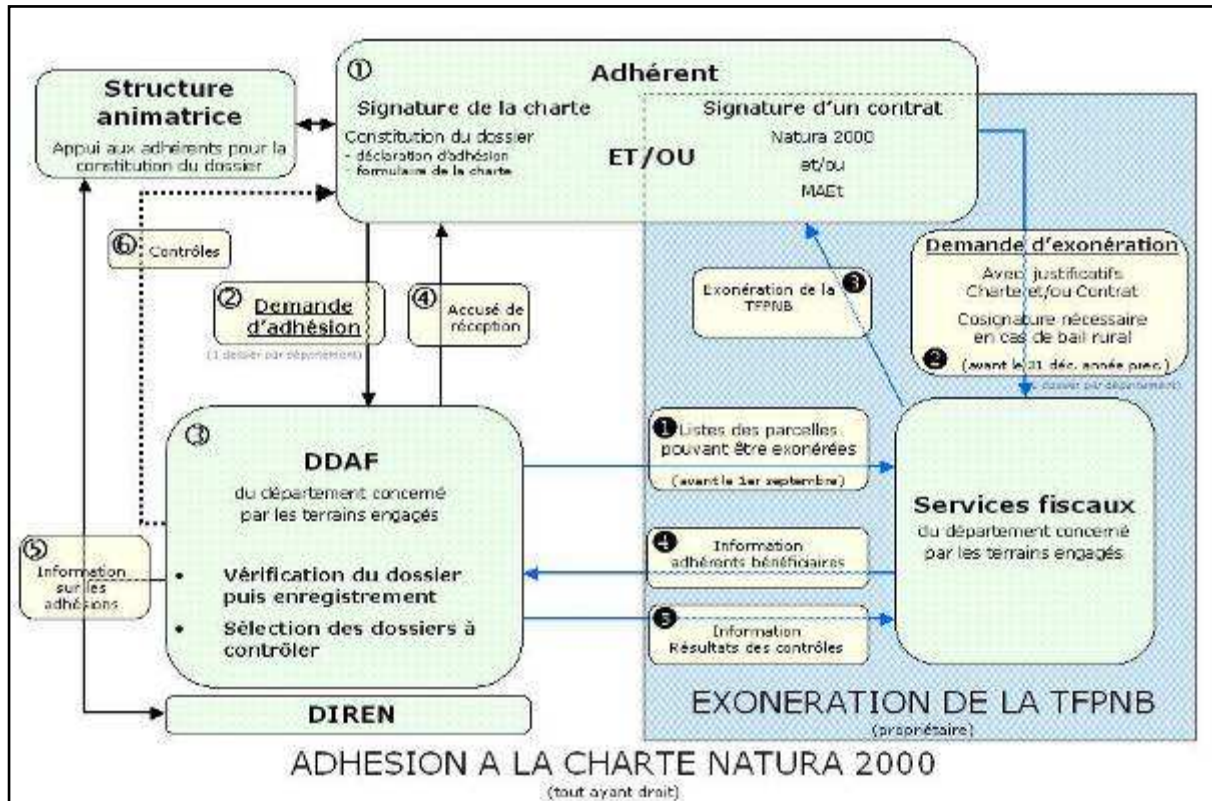 Structure
animatrice
Appui aux adhérents pour la
constitution du dossier
①
Adhérent
Signature de la charte
Constitution du dossier
- déclaration d'adhésion
- formulaire de la charte
ET/OU
Signature d'un contrat
Natura 2000
et/ou
MAEt
⑥ Contrôles
② Demande
d'adhésion
(1 dossier par département)
④ Accusé de
réception
Exonération de la
TFPNB
❸
Demande d'exonération
Avec justificatifs
Charte et/ou Contrat
Cosignature nécessaire
en cas de bail rural
❷ (avant le 31 déc. année prec.)
dossier par département)
③
DDAF
du département concerné
par les terrains engagés
• Vérification du dossier
puis enregistrement
• Sélection des dossiers à
contrôler
❶ Listes des parcelles
pouvant être exonérées
(avant le 1er septembre)
❹ Information
adhérents bénéficiaires
❺ Information
Résultats des contrôles
Services fiscaux
du département concerné
par les terrains engagés
⑤
Information
sur les
adhésions
DIREN
EXONERATION DE LA TFPNB
(propriétaire)
ADHESION A LA CHARTE NATURA 2000
(tout ayant droit)